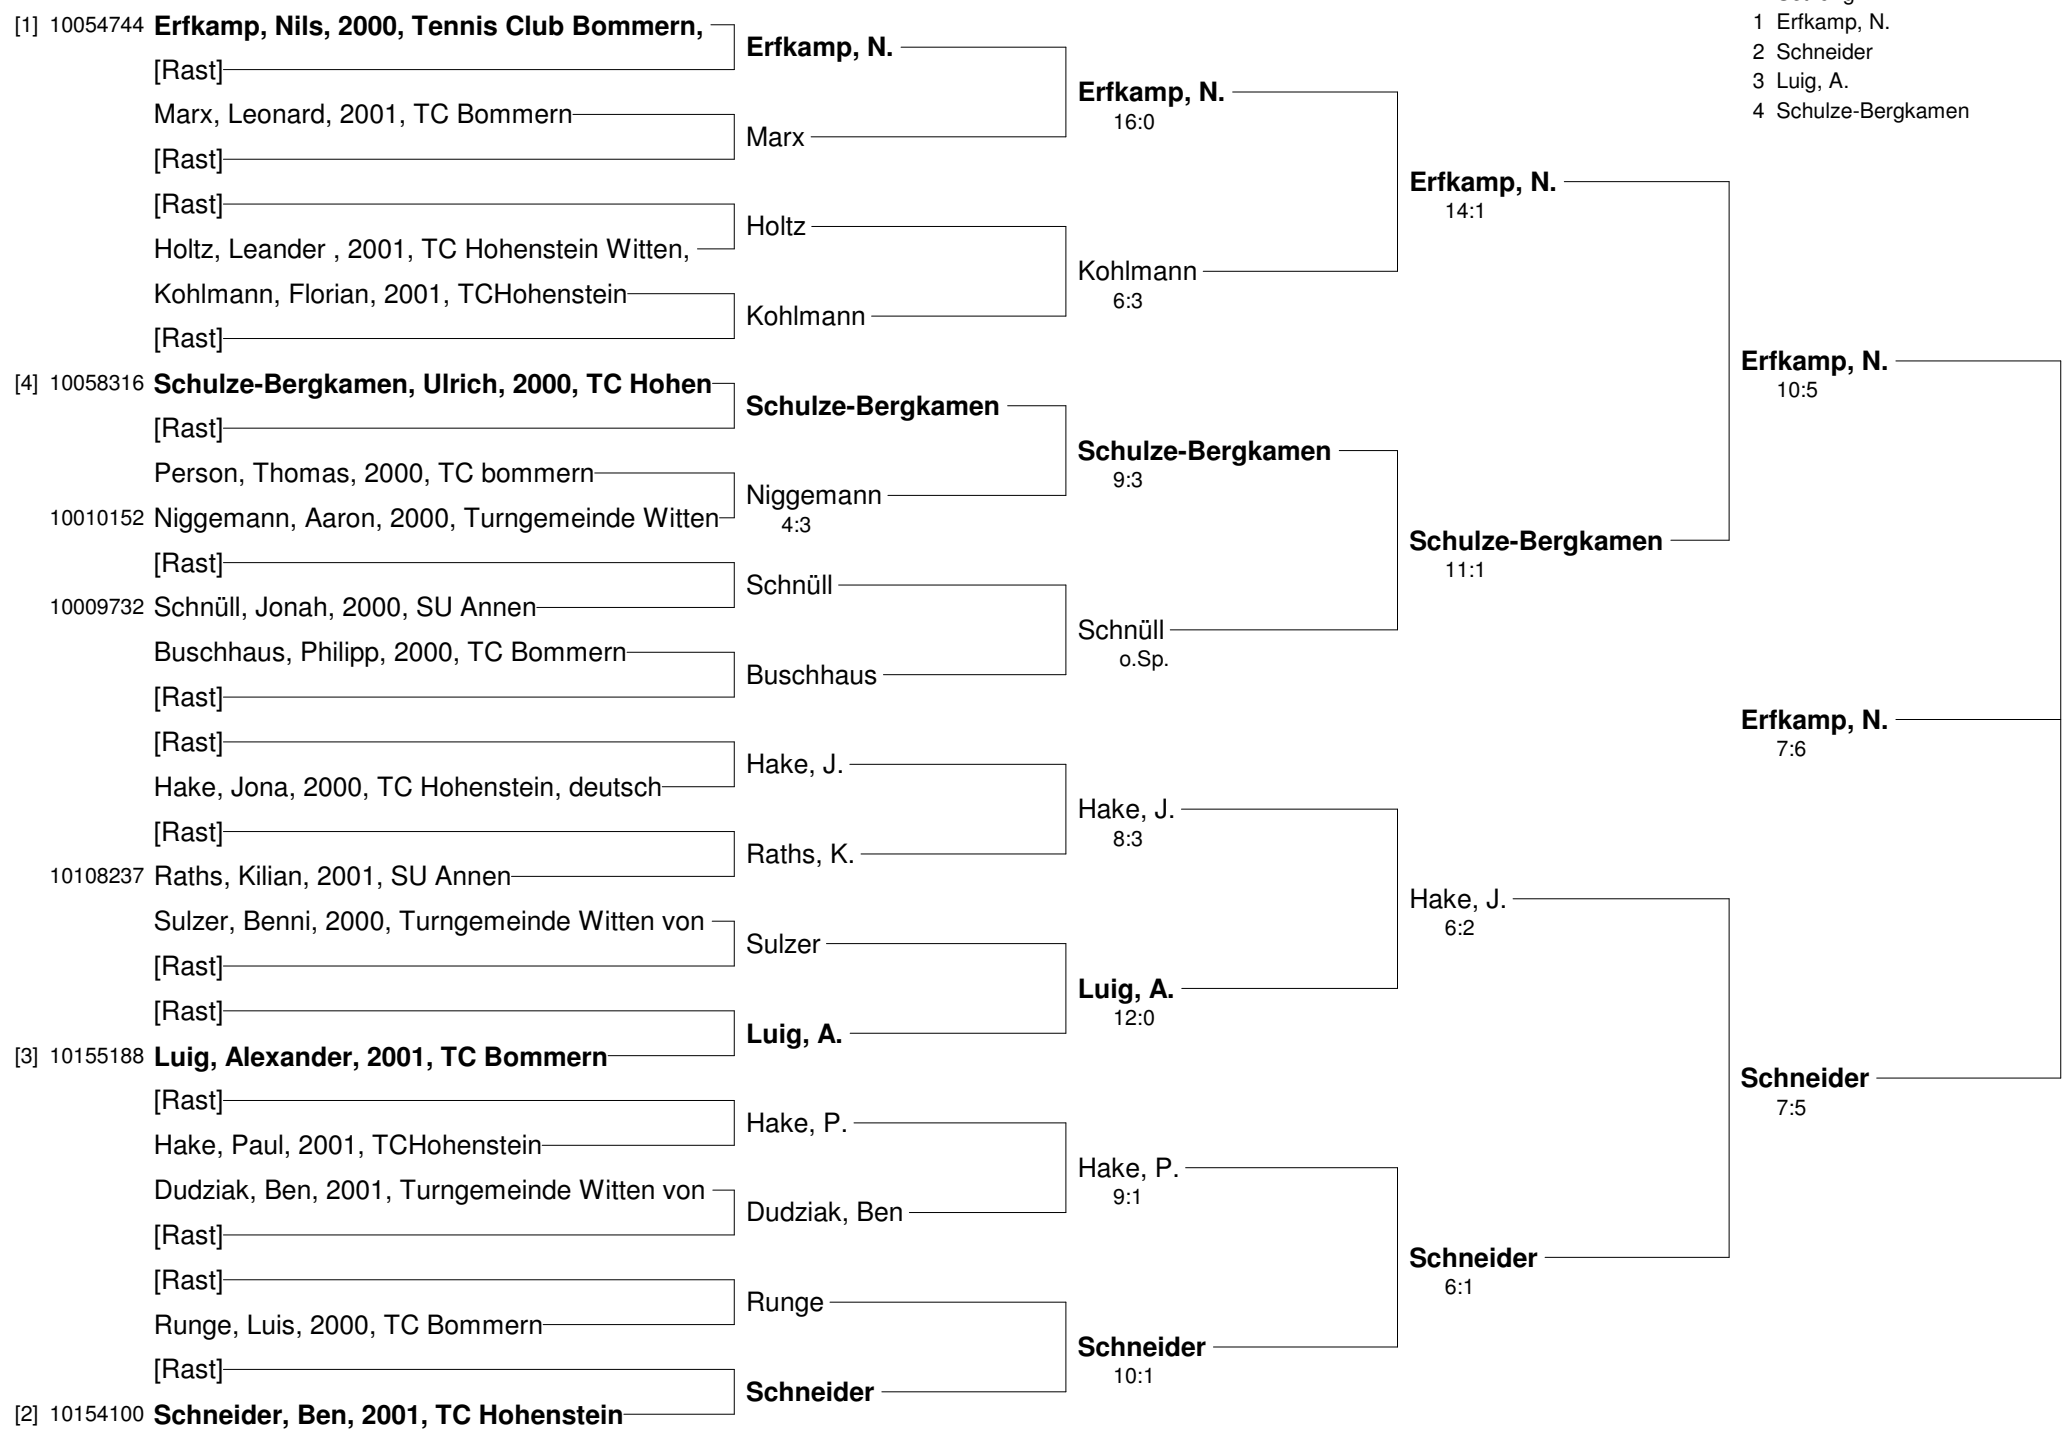 [1] 10054744 Erfkamp, Nils, 2000, Tennis Club Bommern,
[Rast]
Marx, Leonard, 2001, TC Bommern
[Rast]
[Rast]
Holtz, Leander , 2001, TC Hohenstein Witten,
Kohlmann, Florian, 2001, TCHohenstein
[Rast]
[4] 10058316 Schulze-Bergkamen, Ulrich, 2000, TC Hohen
[Rast]
Person, Thomas, 2000, TC bommern
10010152 Niggemann, Aaron, 2000, Turngemeinde Witten
[Rast]
10009732 Schnüll, Jonah, 2000, SU Annen
Buschhaus, Philipp, 2000, TC Bommern
[Rast]
[Rast]
Hake, Jona, 2000, TC Hohenstein, deutsch
[Rast]
10108237 Raths, Kilian, 2001, SU Annen
Sulzer, Benni, 2000, Turngemeinde Witten von
[Rast]
[Rast]
[3] 10155188 Luig, Alexander, 2001, TC Bommern
[Rast]
Hake, Paul, 2001, TCHohenstein
Dudziak, Ben, 2001, Turngemeinde Witten von
[Rast]
[Rast]
Runge, Luis, 2000, TC Bommern
[Rast]
[2] 10154100 Schneider, Ben, 2001, TC Hohenstein
Erfkamp, N.
Marx
Holtz
Kohlmann
Schulze-Bergkamen
Niggemann
4:3
Schnüll
Buschhaus
Hake, J.
Raths, K.
Sulzer
Luig, A.
Hake, P.
Dudziak, Ben
Runge
Schneider
Erfkamp, N.
16:0
Kohlmann
6:3
Schulze-Bergkamen
9:3
Schnüll
o.Sp.
Hake, J.
8:3
Luig, A.
12:0
Hake, P.
9:1
Schneider
10:1
Erfkamp, N.
14:1
Schulze-Bergkamen
11:1
Hake, J.
6:2
Schneider
6:1
1 Erfkamp, N.
2 Schneider
3 Luig, A.
4 Schulze-Bergkamen
Erfkamp, N.
10:5
Erfkamp, N.
7:6
Schneider
7:5